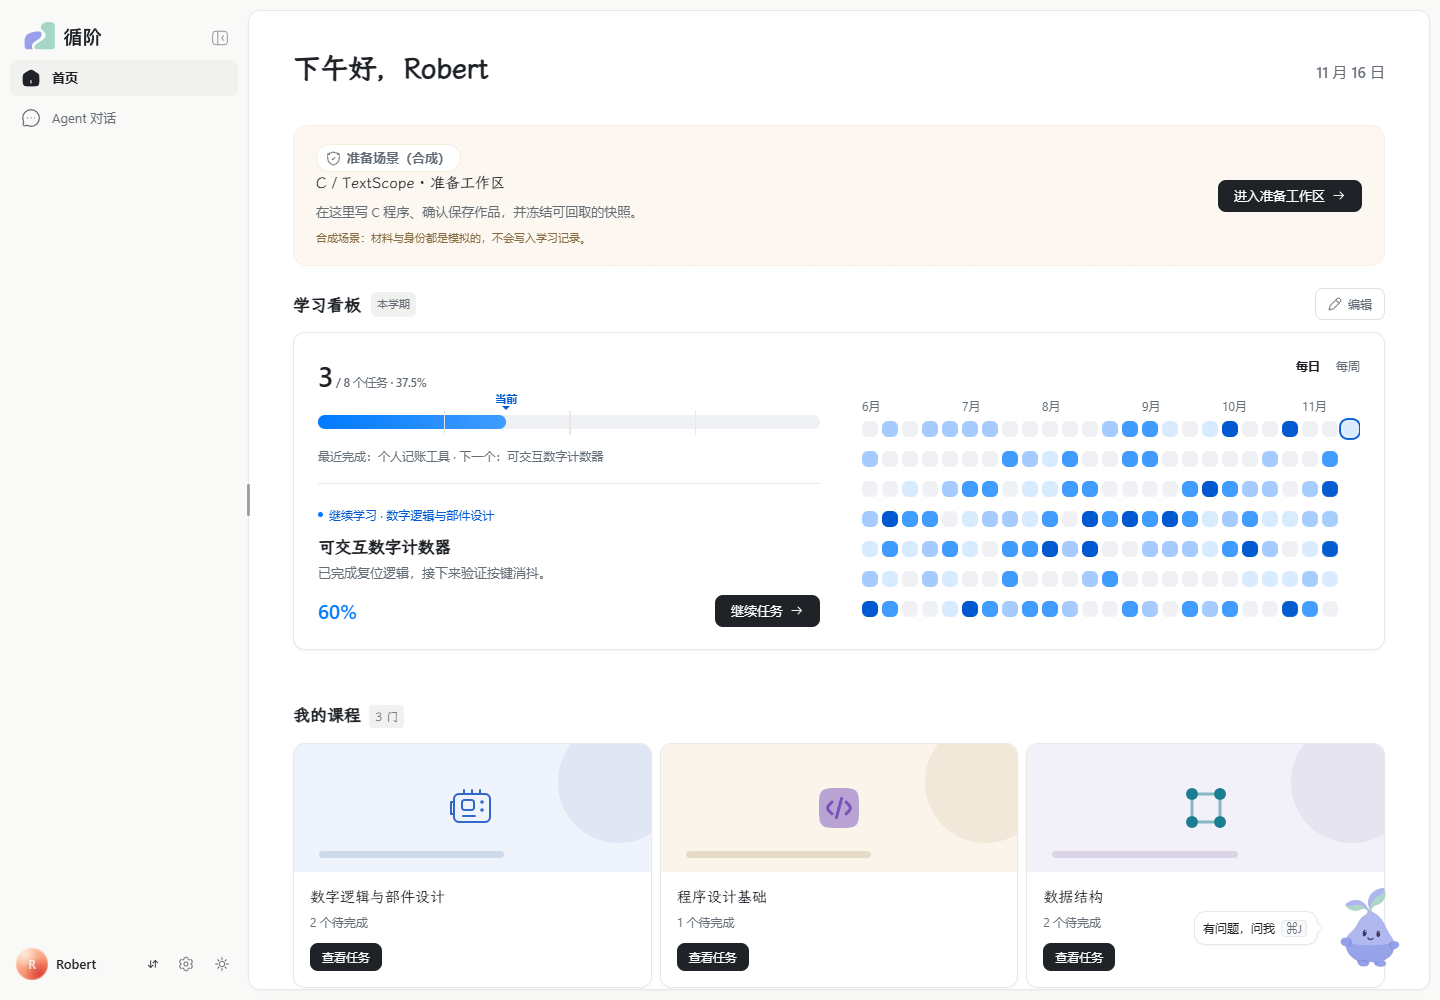 循阶
首页
Agent 对话
下午好，Robert
11 月 16 日
准备场景（合成）
C / TextScope · 准备工作区
在这里写 C 程序、确认保存作品，并冻结可回取的快照。
合成场景：材料与身份都是模拟的，不会写入学习记录。
进入准备工作区 →
学习看板 本学期
编辑
3 / 8 个任务 · 37.5%
当前
最近完成：个人记账工具 · 下一个：可交互数字计数器
继续学习 · 数字逻辑与部件设计
可交互数字计数器
已完成复位逻辑，接下来验证按键消抖。
60%
继续任务 →
每日 每周
6月 7月 8月 9月 10月 11月
我的课程 3 门
数字逻辑与部件设计
2 个待完成
查看任务
程序设计基础
1 个待完成
查看任务
数据结构
2 个待完成
查看任务
有问题，问我 ⌘J
R Robert